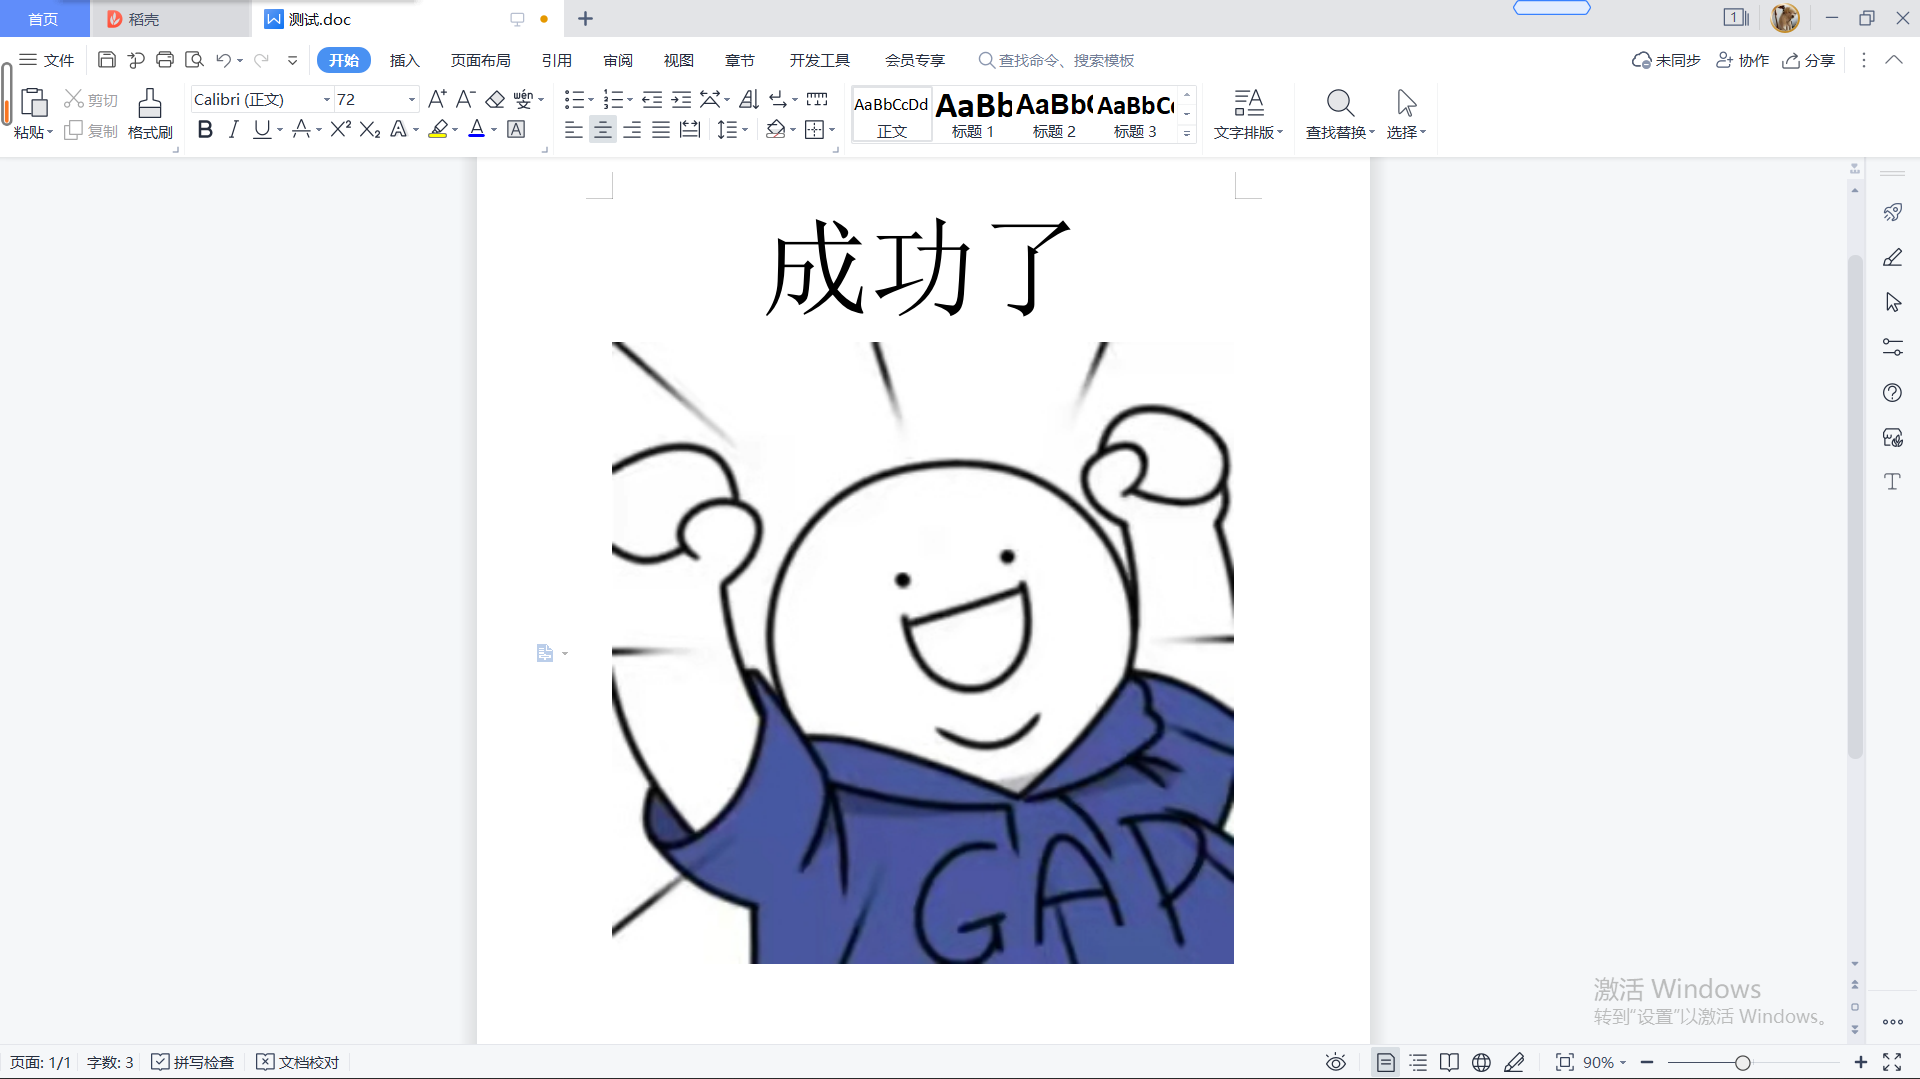 首页
稻壳
测试.doc
1
文件
开始
插入
页面布局
引用
审阅
视图
章节
开发工具
会员专享
查找命令、搜索模板
未同步
协作
分享
粘贴
剪切
复制
格式刷
Calibri (正文)
72
AaBbCcDd
正文
AaBb
标题 1
AaBb(
标题 2
AaBbC
标题 3
文字排版
查找替换
选择
成功了
GAP
激活 Windows
转到“设置”以激活 Windows。
页面: 1/1
字数: 3
拼写检查
文档校对
90%